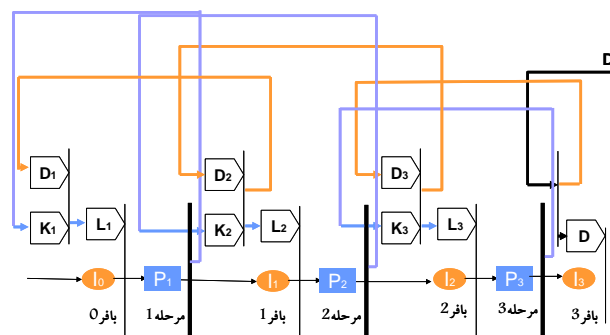 D
D₁
D₂
D₃
K₁
L₁
K₂
L₂
K₃
L₃
D
I₀
P₁
I₁
P₂
I₂
P₃
I₃
بافر0
مرحله1
بافر1
مرحله2
بافر2
مرحله3
بافر3